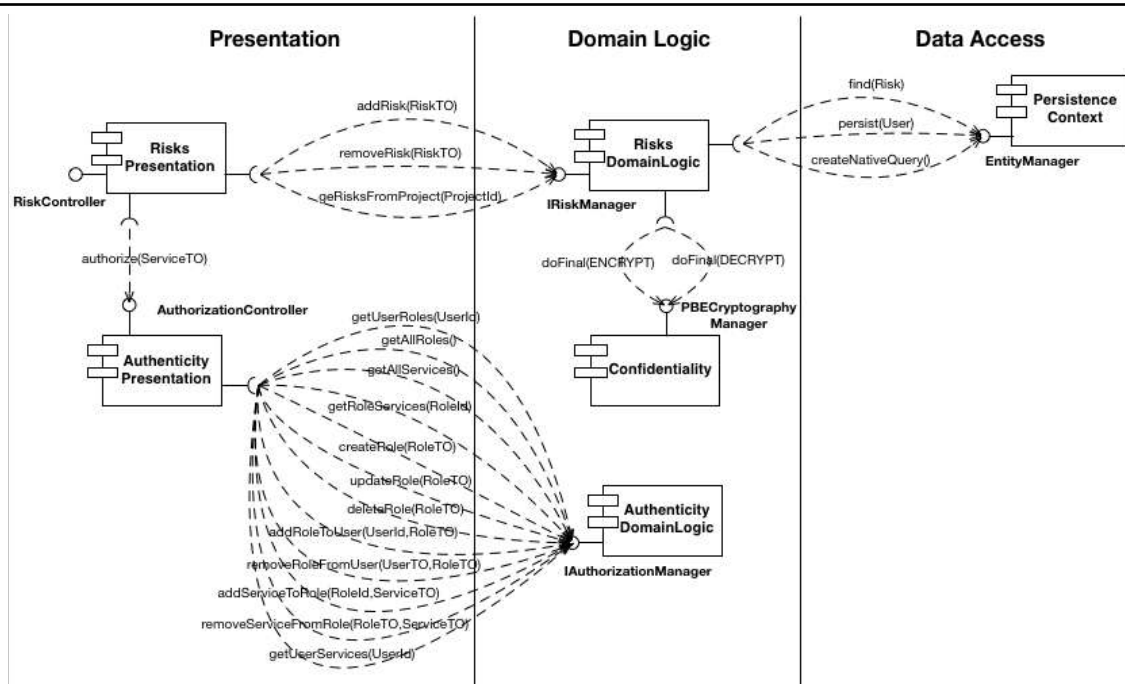 Presentation
Domain Logic
Data Access
addRisk(RiskTO)
removeRisk(RiskTO)
geRisksFromProject(ProjectId)
Risks
Presentation
RiskController
authorize(ServiceTO)
AuthorizationController
Authenticity
Presentation
Risks
DomainLogic
IRiskManager
doFinal(ENCRYPT)
doFinal(DECRYPT)
PBECryptography
Manager
Confidentiality
find(Risk)
persist(User)
createNativeQuery()
Persistence
Context
EntityManager
getUserRoles(UserId)
getAllRoles()
getAllServices()
getRoleServices(RoleId)
createRole(RoleTO)
updateRole(RoleTO)
deleteRole(RoleTO)
addRoleToUser(UserId,RoleTO)
removeRoleFromUser(UserTO,RoleTO)
addServiceToRole(RoleId,ServiceTO)
removeServiceFromRole(RoleTO,ServiceTO)
getUserServices(UserId)
Authenticity
DomainLogic
IAuthorizationManager